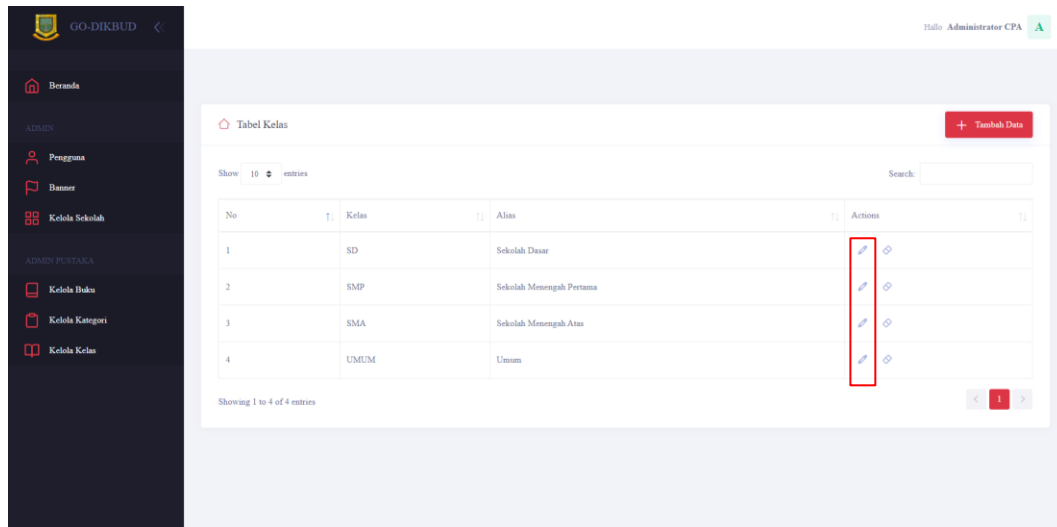 GO-DIKBUD
Hallo Administrator CPA A
Beranda
ADMIN
Pengguna
Banner
Kelola Sekolah
ADMIN PUSTAKA
Kelola Buku
Kelola Kategori
Kelola Kelas
Tabel Kelas
+ Tambah Data
Show 10 entries
Search:
No Kelas Alias Actions
1 SD Sekolah Dasar
2 SMP Sekolah Menengah Pertama
3 SMA Sekolah Menengah Atas
4 UMUM Umum
Showing 1 to 4 of 4 entries
< 1 >